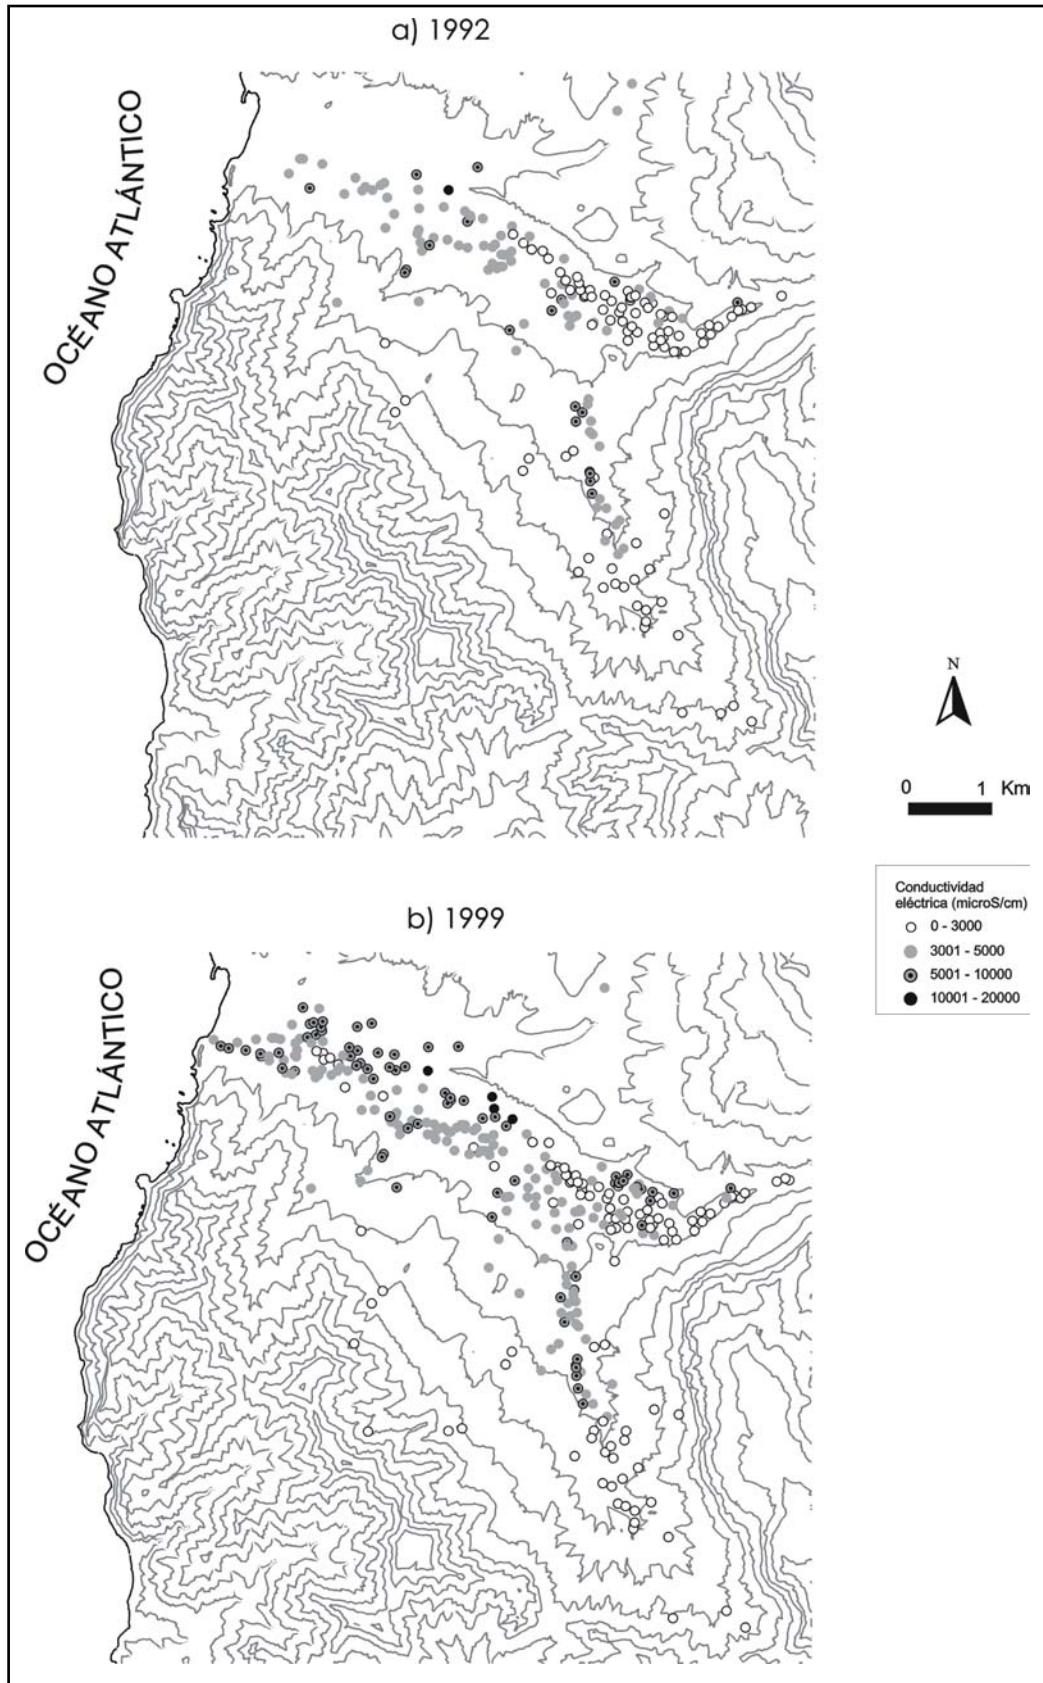 a) 1992
OCÉANO ATLÁNTICO
N
0 1 Km
Conductividad
eléctrica (microS/cm)
0 - 3000
3001 - 5000
5001 - 10000
10001 - 20000
b) 1999
OCÉANO ATLÁNTICO